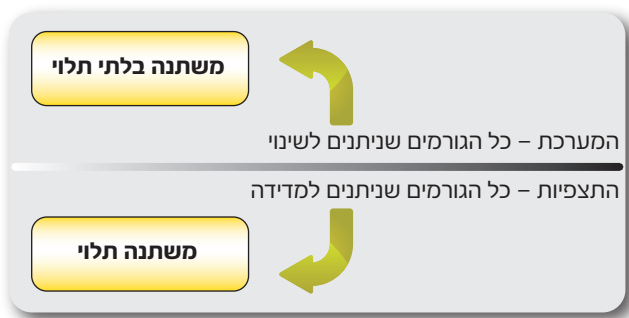 משתנה בלתי תלוי
המערכת – כל הגורמים שניתנים לשינוי
התצפיות – כל הגורמים שניתנים למדידה
משתנה תלוי